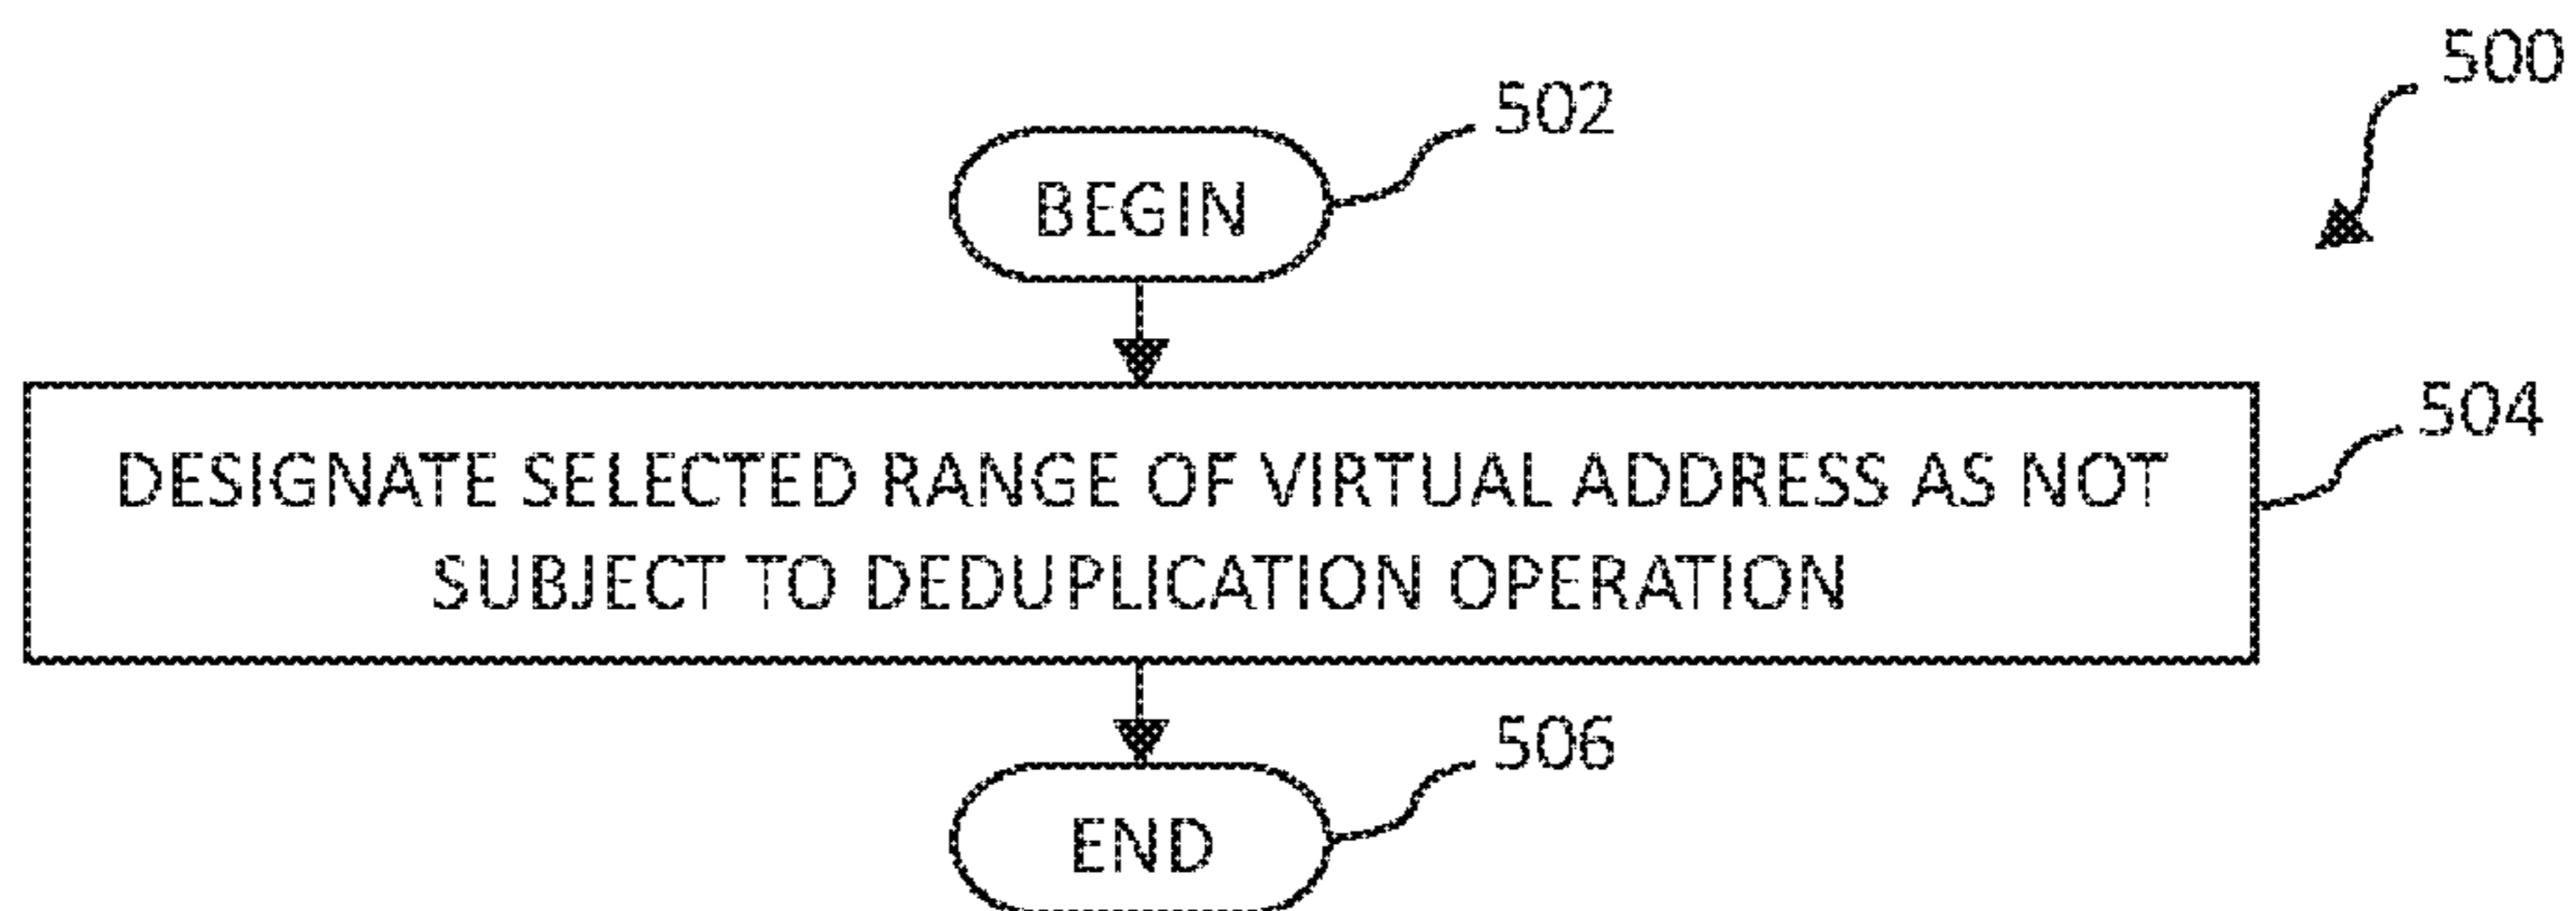 500
502
BEGIN
504
DESIGNATE SELECTED RANGE OF VIRTUAL ADDRESS AS NOT
SUBJECT TO DEDUPLICATION OPERATION
506
END